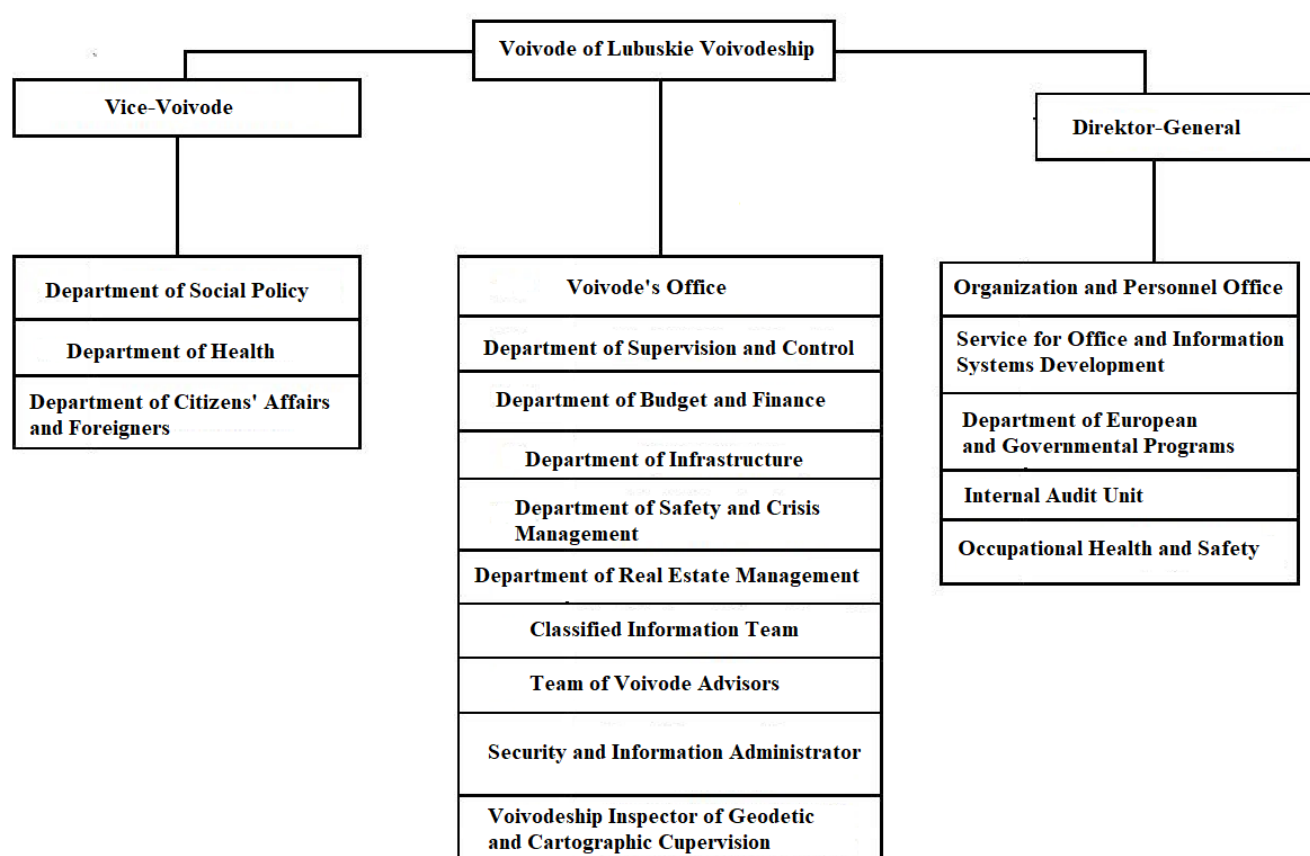 Voivode of Lubuskie Voivodeship
Vice-Voivode
Direktor-General
Department of Social Policy
Department of Health
Department of Citizens' Affairs
and Foreigners
Voivode's Office
Department of Supervision and Control
Department of Budget and Finance
Department of Infrastructure
Department of Safety and Crisis
Management
Department of Real Estate Management
Classified Information Team
Team of Voivode Advisors
Security and Information Administrator
Voivodeship Inspector of Geodetic
and Cartographic Cupervision
Organization and Personnel Office
Service for Office and Information
Systems Development
Department of European
and Governmental Programs
Internal Audit Unit
Occupational Health and Safety